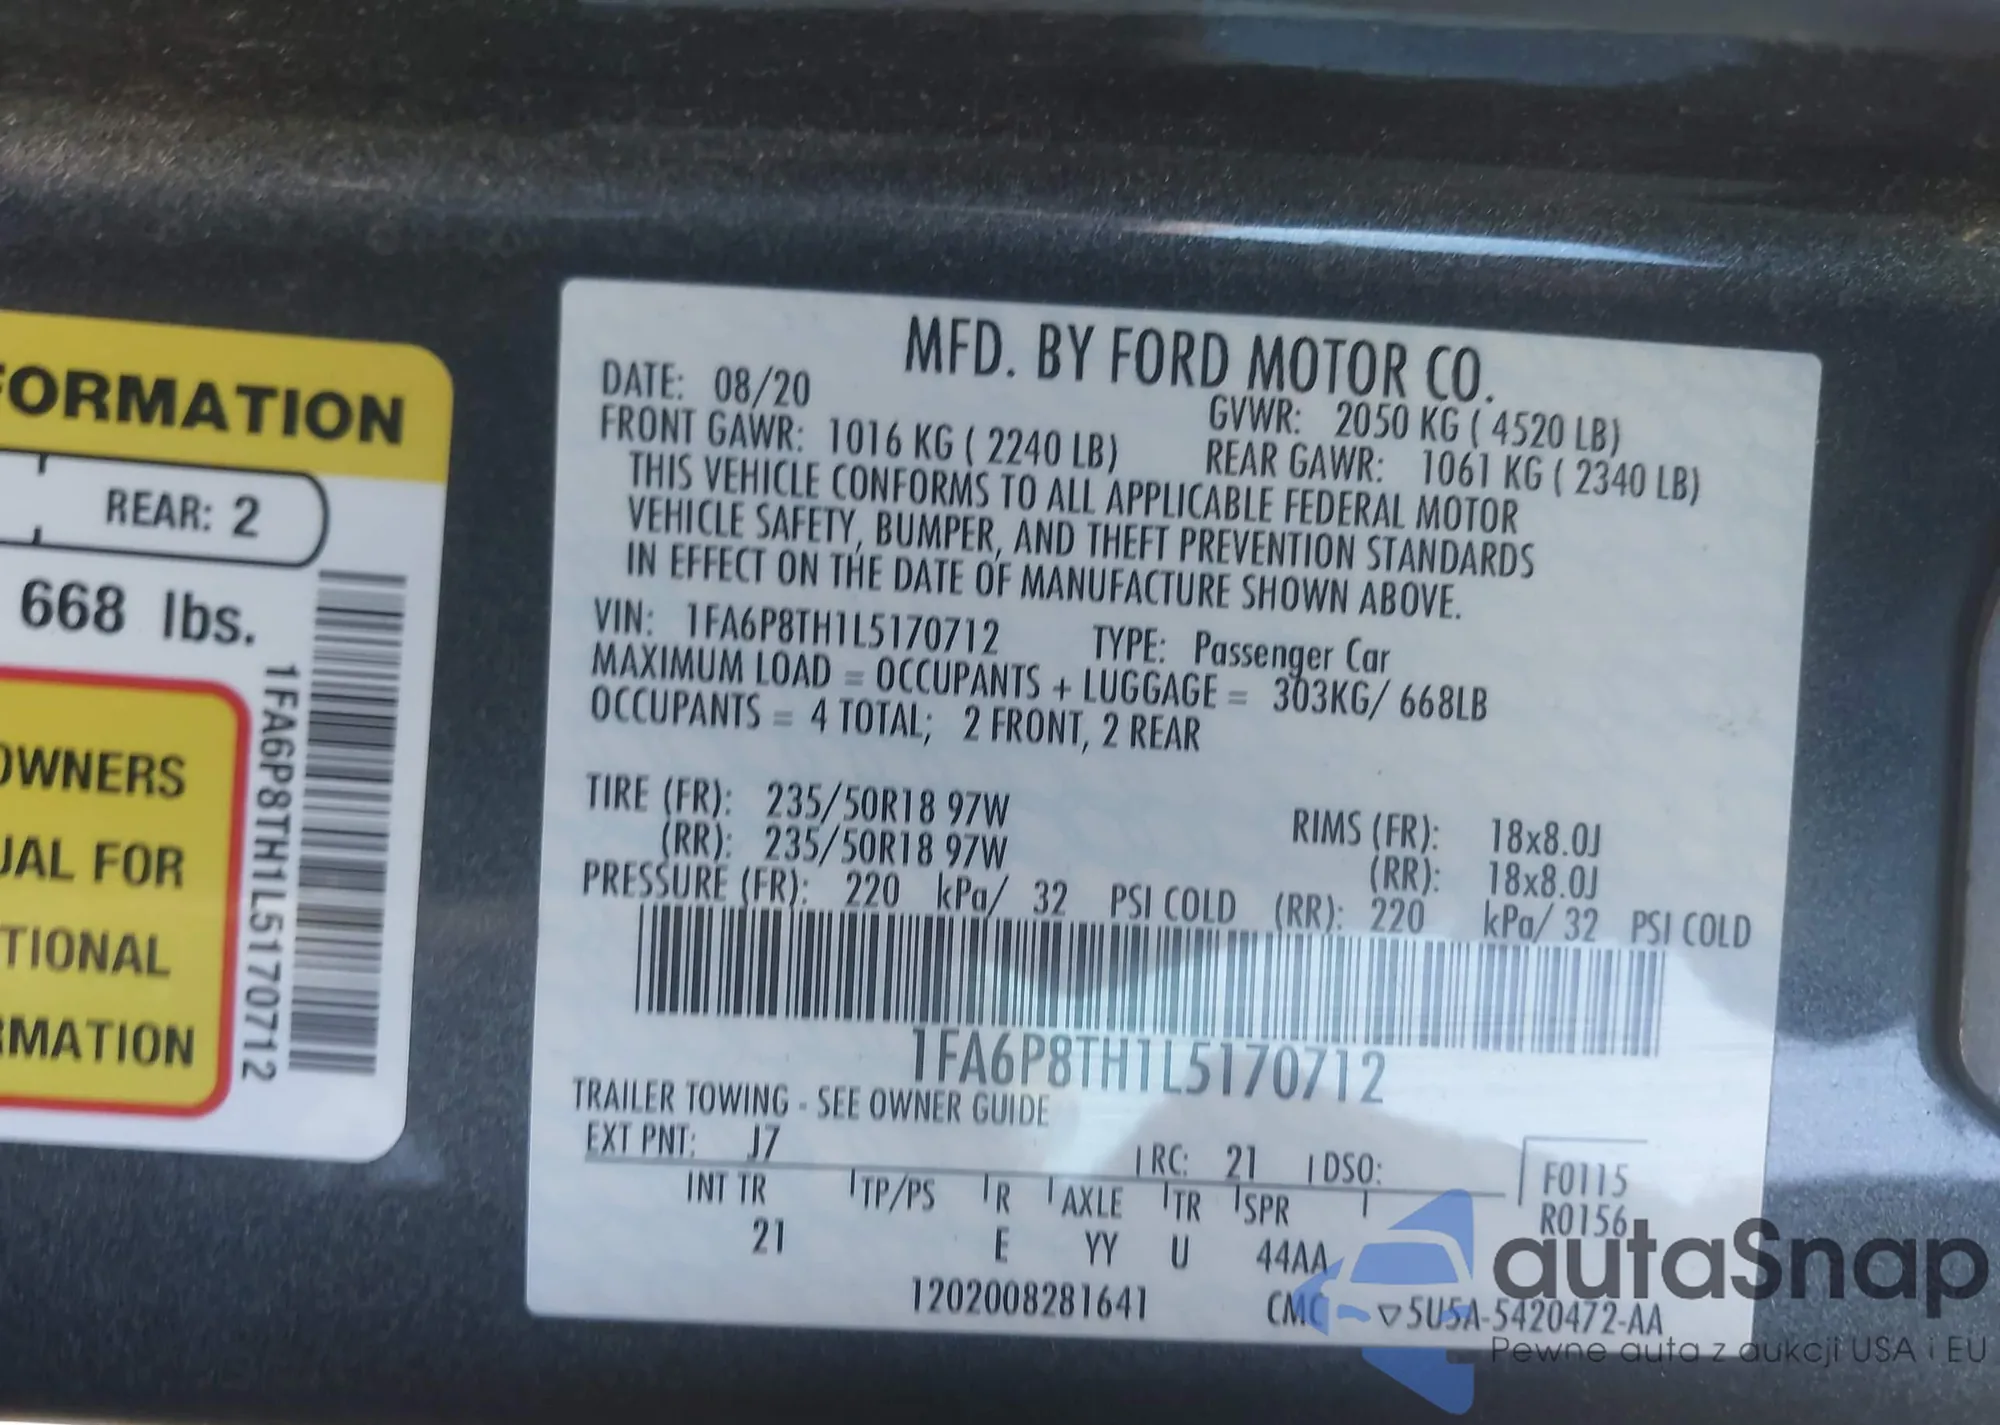 FORMATION
REAR: 2
668 lbs.
1FA6P8TH1L5170712
OWNERS
UAL FOR
TIONAL
RMATION
MFD. BY FORD MOTOR CO.
DATE: 08/20
GVWR: 2050 KG ( 4520 LB)
FRONT GAWR: 1016 KG ( 2240 LB)
REAR GAWR: 1061 KG ( 2340 LB)
THIS VEHICLE CONFORMS TO ALL APPLICABLE FEDERAL MOTOR
VEHICLE SAFETY, BUMPER, AND THEFT PREVENTION STANDARDS
IN EFFECT ON THE DATE OF MANUFACTURE SHOWN ABOVE.
VIN: 1FA6P8TH1L5170712 TYPE: Passenger Car
MAXIMUM LOAD = OCCUPANTS + LUGGAGE = 303KG/ 668LB
OCCUPANTS = 4 TOTAL; 2 FRONT, 2 REAR
TIRE (FR): 235/50R18 97W RIMS (FR): 18x8.0J
(RR): 235/50R18 97W (RR): 18x8.0J
PRESSURE (FR): 220 kPa/ 32 PSI COLD (RR): 220 kPa/ 32 PSI COLD
1FA6P8TH1L5170712
TRAILER TOWING - SEE OWNER GUIDE
EXT PNT: J7 RC: 21 DSO: F0115
INT TR TP/PS R AXLE TR SPR R0156
21 E YY U 44AA
1202008281641 CMC ▽5U5A-5420472-AA
autaSnap
Pewne auta z aukcji USA i EU